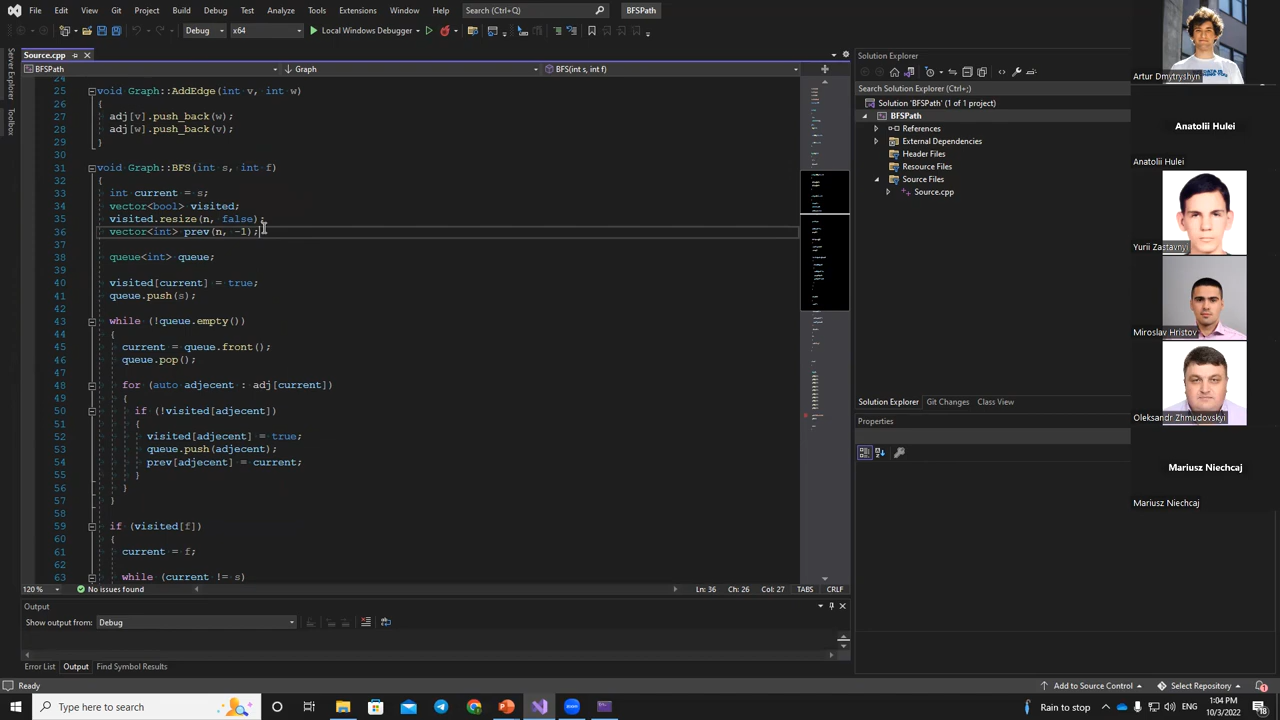 File Edit View Git Project Build Debug Test Analyze Tools Extensions Window Help Search (Ctrl+Q) BFSPath
Debug x64 Local Windows Debugger
Server Explorer
Toolbox
Source.cpp
BFSPath Graph BFS(int s, int f)
24
25 void Graph::AddEdge(int v, int w)
26 {
27 adj[v].push_back(w);
28 adj[w].push_back(v);
29 }
30
31 void Graph::BFS(int s, int f)
32 {
33 int current = s;
34 vector<bool> visited;
35 visited.resize(n, false);
36 vector<int> prev(n, -1);
37
38 queue<int> queue;
39
40 visited[current] = true;
41 queue.push(s);
42
43 while (!queue.empty())
44 {
45 current = queue.front();
46 queue.pop();
47
48 for (auto adjecent : adj[current])
49 {
50 if (!visited[adjecent])
51 {
52 visited[adjecent] = true;
53 queue.push(adjecent);
54 prev[adjecent] = current;
55 }
56 }
57 }
58
59 if (visited[f])
60 {
61 current = f;
62
63 while (current != s)
120 % No issues found Ln: 36 Ch: 26 Col: 27 TABS CRLF
Output
Show output from: Debug
Error List Output Find Symbol Results
Solution Explorer
Search Solution Explorer (Ctrl+;)
Solution 'BFSPath' (1 of 1 project)
BFSPath
References
External Dependencies
Header Files
Resource Files
Source Files
Source.cpp
Solution Explorer Git Changes Class View
Properties
Artur Dmytryshyn
Anatolii Hulei
Anatolii Hulei
Yurii Zastavnyi
Miroslav Hristov
Oleksandr Zhmudovskyi
Mariusz Niechcaj
Mariusz Niechcaj
Ready Add to Source Control Select Repository 1
Type here to search Rain to stop ENG 1:04 PM
10/3/2022 18